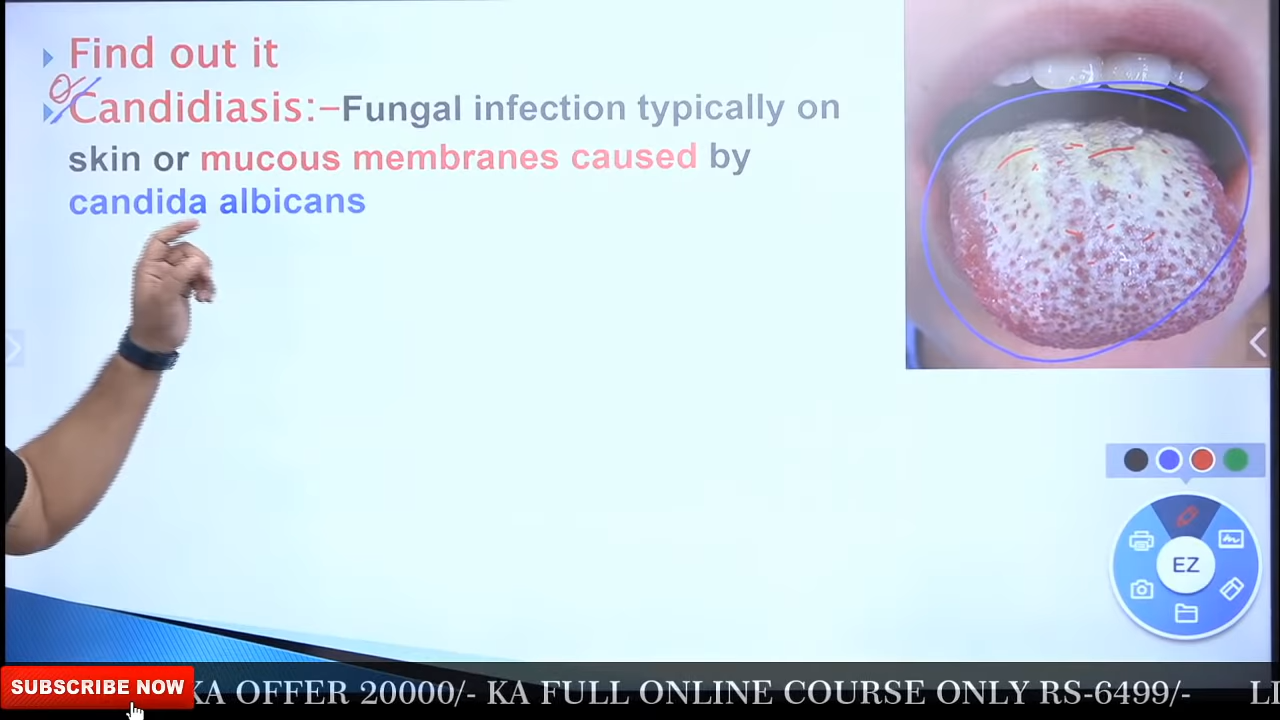 Find out it
Candidiasis:-Fungal infection typically on
skin or mucous membranes caused by
candida albicans
EZ
SUBSCRIBE NOW
KA OFFER 20000/- KA FULL ONLINE COURSE ONLY RS-6499/-